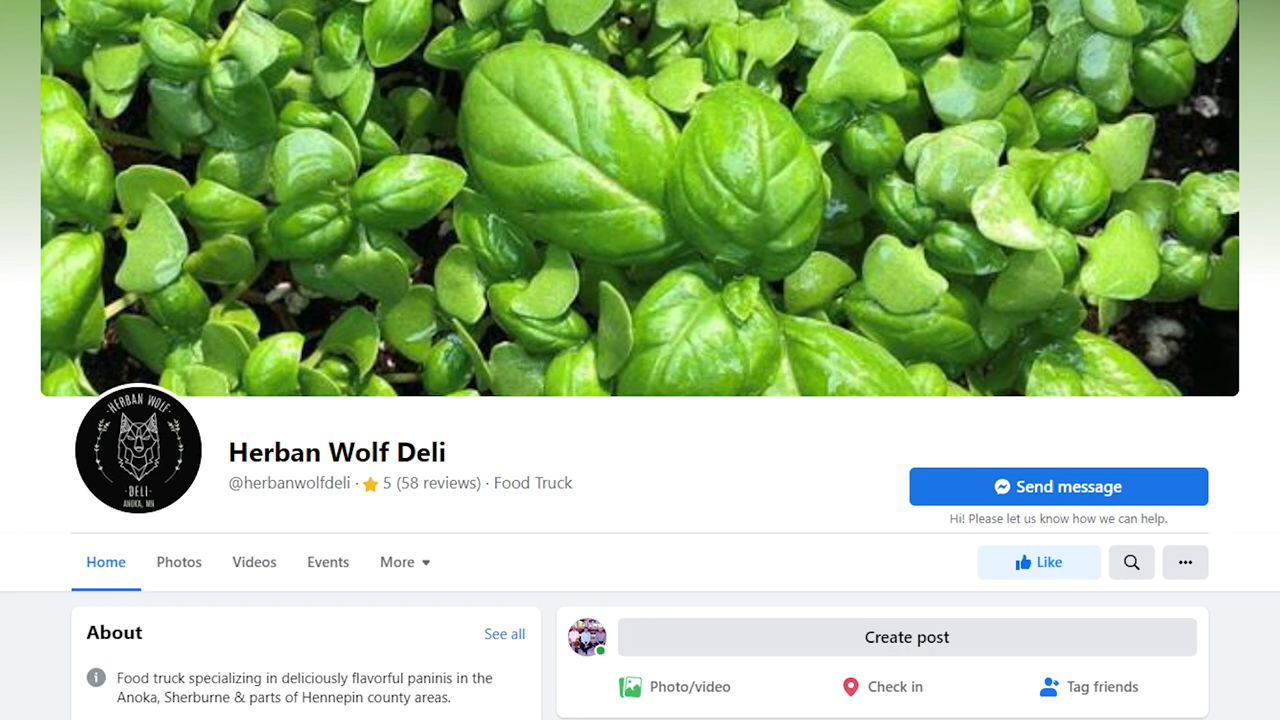 HERBAN WOLF
DELI
ANOKA, MN
Herban Wolf Deli
@herbanwolfdeli · 5 (58 reviews) · Food Truck
Send message
Hi! Please let us know how we can help.
Home Photos Videos Events More
Like
About
See all
Create post
Food truck specializing in deliciously flavorful paninis in the
Anoka, Sherburne & parts of Hennepin county areas.
Photo/video Check in Tag friends